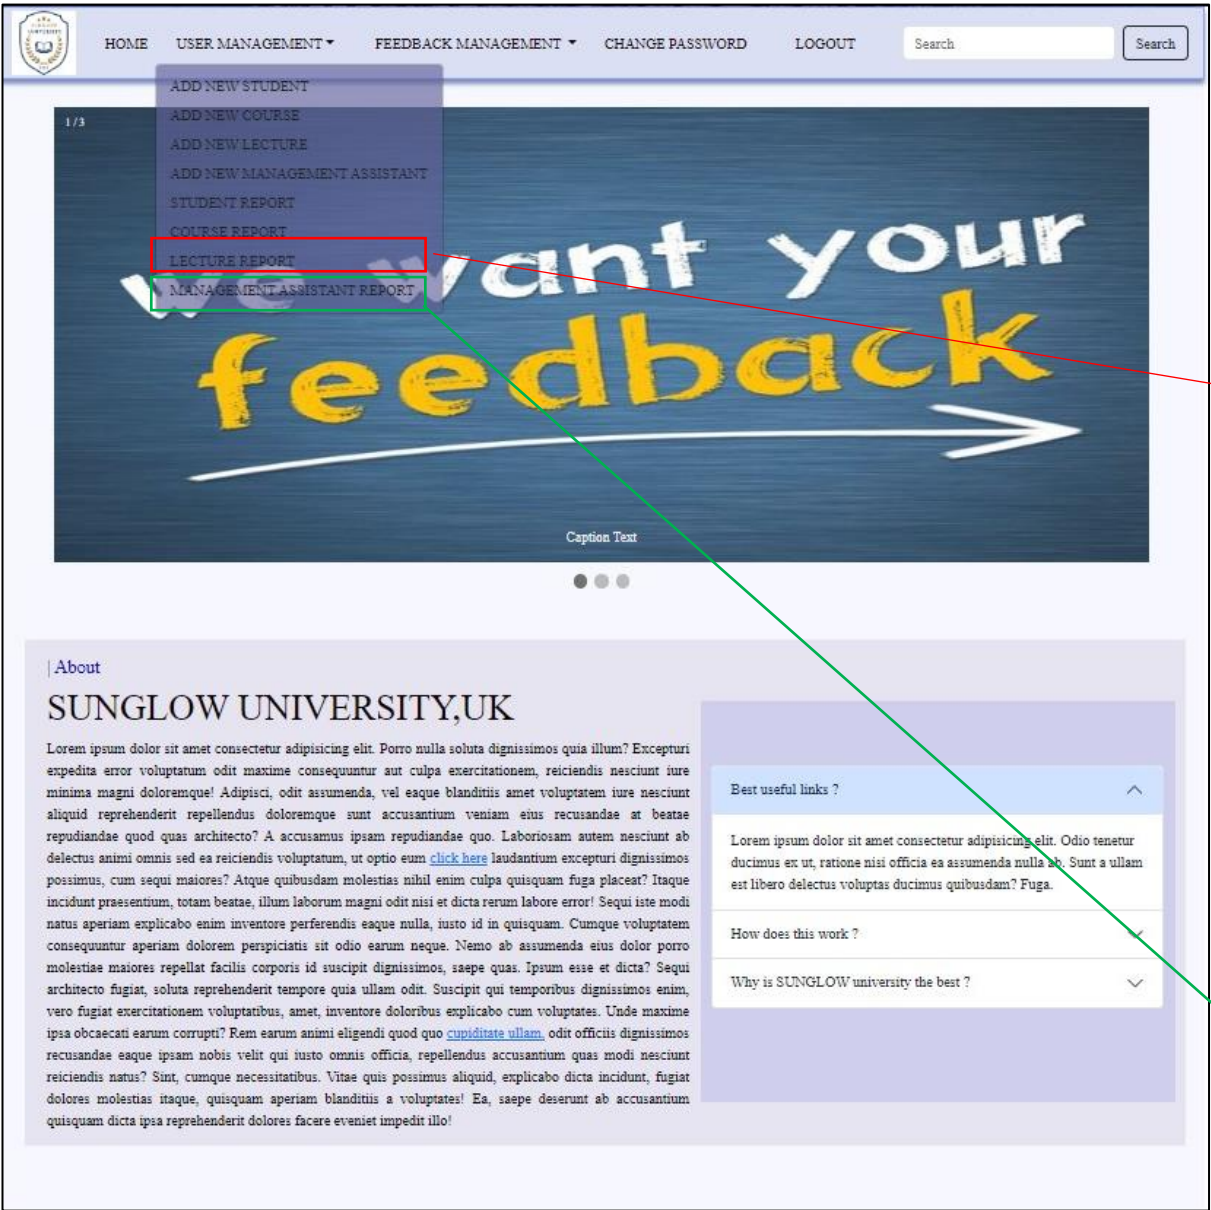 UNIVERSITY
HOME USER MANAGEMENT FEEDBACK MANAGEMENT CHANGE PASSWORD LOGOUT Search Search
ADD NEW STUDENT
ADD NEW COURSE
ADD NEW LECTURE
ADD NEW MANAGEMENT ASSISTANT
STUDENT REPORT
COURSE REPORT
LECTURE REPORT
MANAGEMENT ASSISTANT REPORT
1 / 3
we want your
feedback
Caption Text
| About
SUNGLOW UNIVERSITY,UK
Lorem ipsum dolor sit amet consectetur adipisicing elit. Porro nulla soluta dignissimos quia illum? Excepturi
expedita error voluptatum odit maxime consequuntur aut culpa exercitationem, reiciendis nesciunt iure
minima magni doloremque! Adipisci, odit assumenda, vel eaque blanditiis amet voluptatem iure nesciunt
aliquid reprehenderit repellendus doloremque sunt accusantium veniam eius recusandae at beatae
repudiandae quod quas architecto? A accusamus ipsam repudiandae quo. Laboriosam autem nesciunt ab
delectus animi omnis sed ea reiciendis voluptatum, ut optio eum click here laudantium excepturi dignissimos
possimus, cum sequi maiores? Atque quibusdam molestias nihil enim culpa quisquam fuga placeat? Itaque
incidunt praesentium, totam beatae, illum laborum magni odit nisi et dicta rerum labore error! Sequi iste modi
natus aperiam explicabo enim inventore perferendis eaque nulla, iusto id in quisquam. Cumque voluptatem
consequuntur aperiam dolorem perspiciatis sit odio earum neque. Nemo ab assumenda eius dolor porro
molestiae maiores repellat facilis corporis id suscipit dignissimos, saepe quas. Ipsum esse et dicta? Sequi
architecto fugiat, soluta reprehenderit tempore quia ullam odit. Suscipit qui temporibus dignissimos enim,
vero fugiat exercitationem voluptatibus, amet, inventore doloribus explicabo cum voluptates. Unde maxime
ipsa obcaecati earum corrupti? Rem earum animi eligendi quod quo cupiditate ullam, odit officiis dignissimos
recusandae eaque ipsam nobis velit qui iusto omnis officia, repellendus accusantium quas modi nesciunt
reiciendis natus? Sint, cumque necessitatibus. Vitae quis possimus aliquid, explicabo dicta incidunt, fugiat
dolores molestias itaque, quisquam aperiam blanditiis a voluptates! Ea, saepe deserunt ab accusantium
quisquam dicta ipsa reprehenderit dolores facere eveniet impedit illo!
Best useful links ?
Lorem ipsum dolor sit amet consectetur adipisicing elit. Odio tenetur
ducimus ex ut, ratione nisi officia ea assumenda nulla ab. Sunt a ullam
est libero delectus voluptas ducimus quibusdam? Fuga.
How does this work ?
Why is SUNGLOW university the best ?